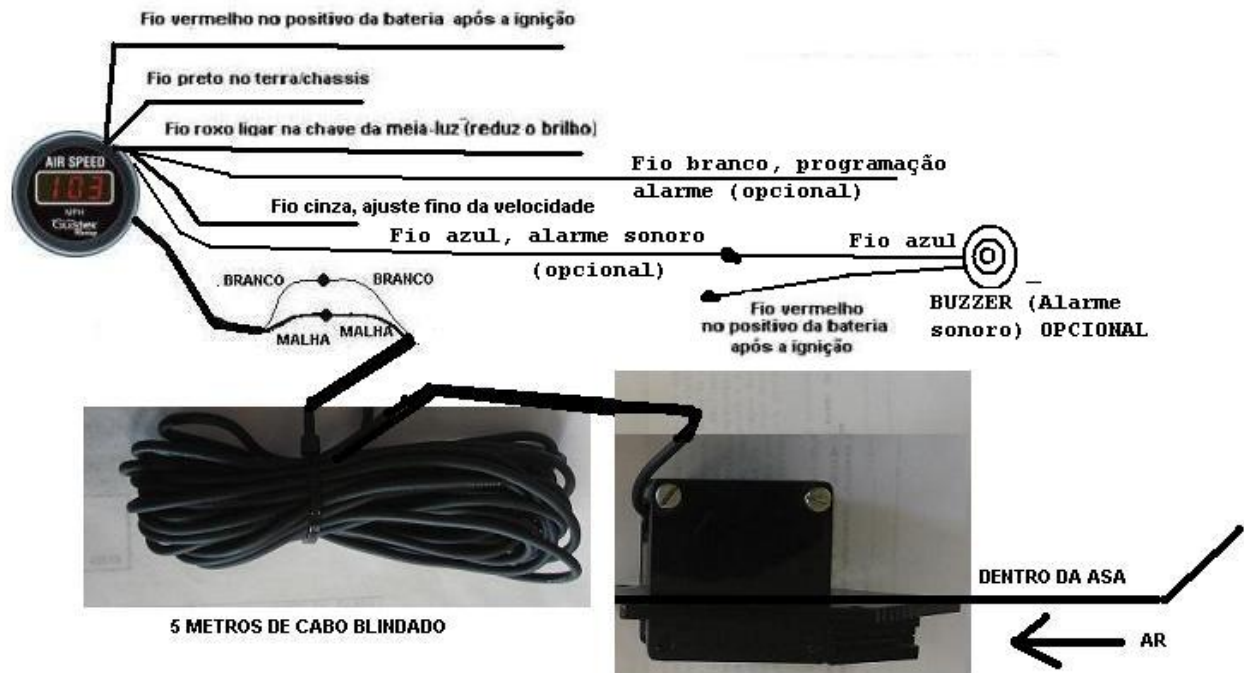 Fio vermelho no positivo da bateria após a ignição
Fio preto no terra/chassis
Fio roxo ligar na chave da meia-luz (reduz o brilho)
Fio branco, programação
alarme (opcional)
AIR SPEED
103
MPH
Fio cinza, ajuste fino da velocidade
Fio azul, alarme sonoro
(opcional)
Fio azul
BRANCO
BRANCO
MALHA
MALHA
Fio vermelho
no positivo da bateria
após a ignição
BUZZER (Alarme
sonoro) OPCIONAL
DENTRO DA ASA
5 METROS DE CABO BLINDADO
AR